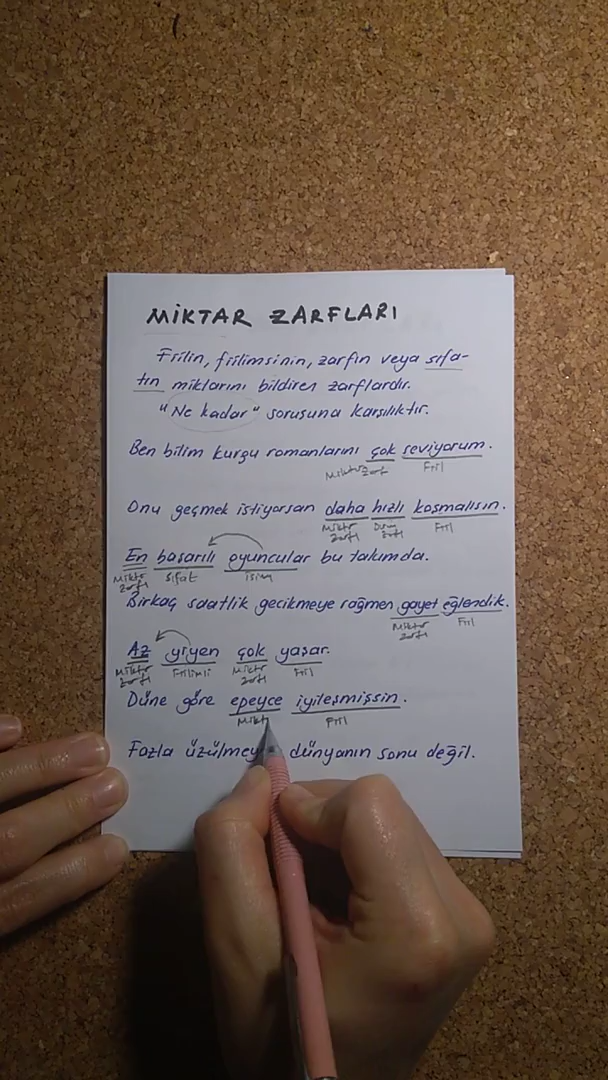 MİKTAR ZARFLARI
Fiilin, fiilimsinin, zarfın veya sıfa-
tın miktarını bildiren zarflardır.
"Ne kadar" sorusuna karşılıktır.
Ben bilim kurgu romanlarını çok seviyorum.
Miktar zarfı Fiil
Onu geçmek istiyorsan daha hızlı koşmalısın.
Miktar zarfı Durum zarfı Fiil
En başarılı oyuncular bu takımda.
Miktar zarfı sıfat isim
Birkaç saatlik gecikmeye rağmen gayet eğlendik.
Miktar zarfı Fiil
Az yiyen çok yaşar.
Miktar zarfı Fiilimsi Miktar zarfı Fiil
Düne göre epeyce iyileşmişsin.
Mikt Fiil
Fazla üzülmey dünyanın sonu değil.